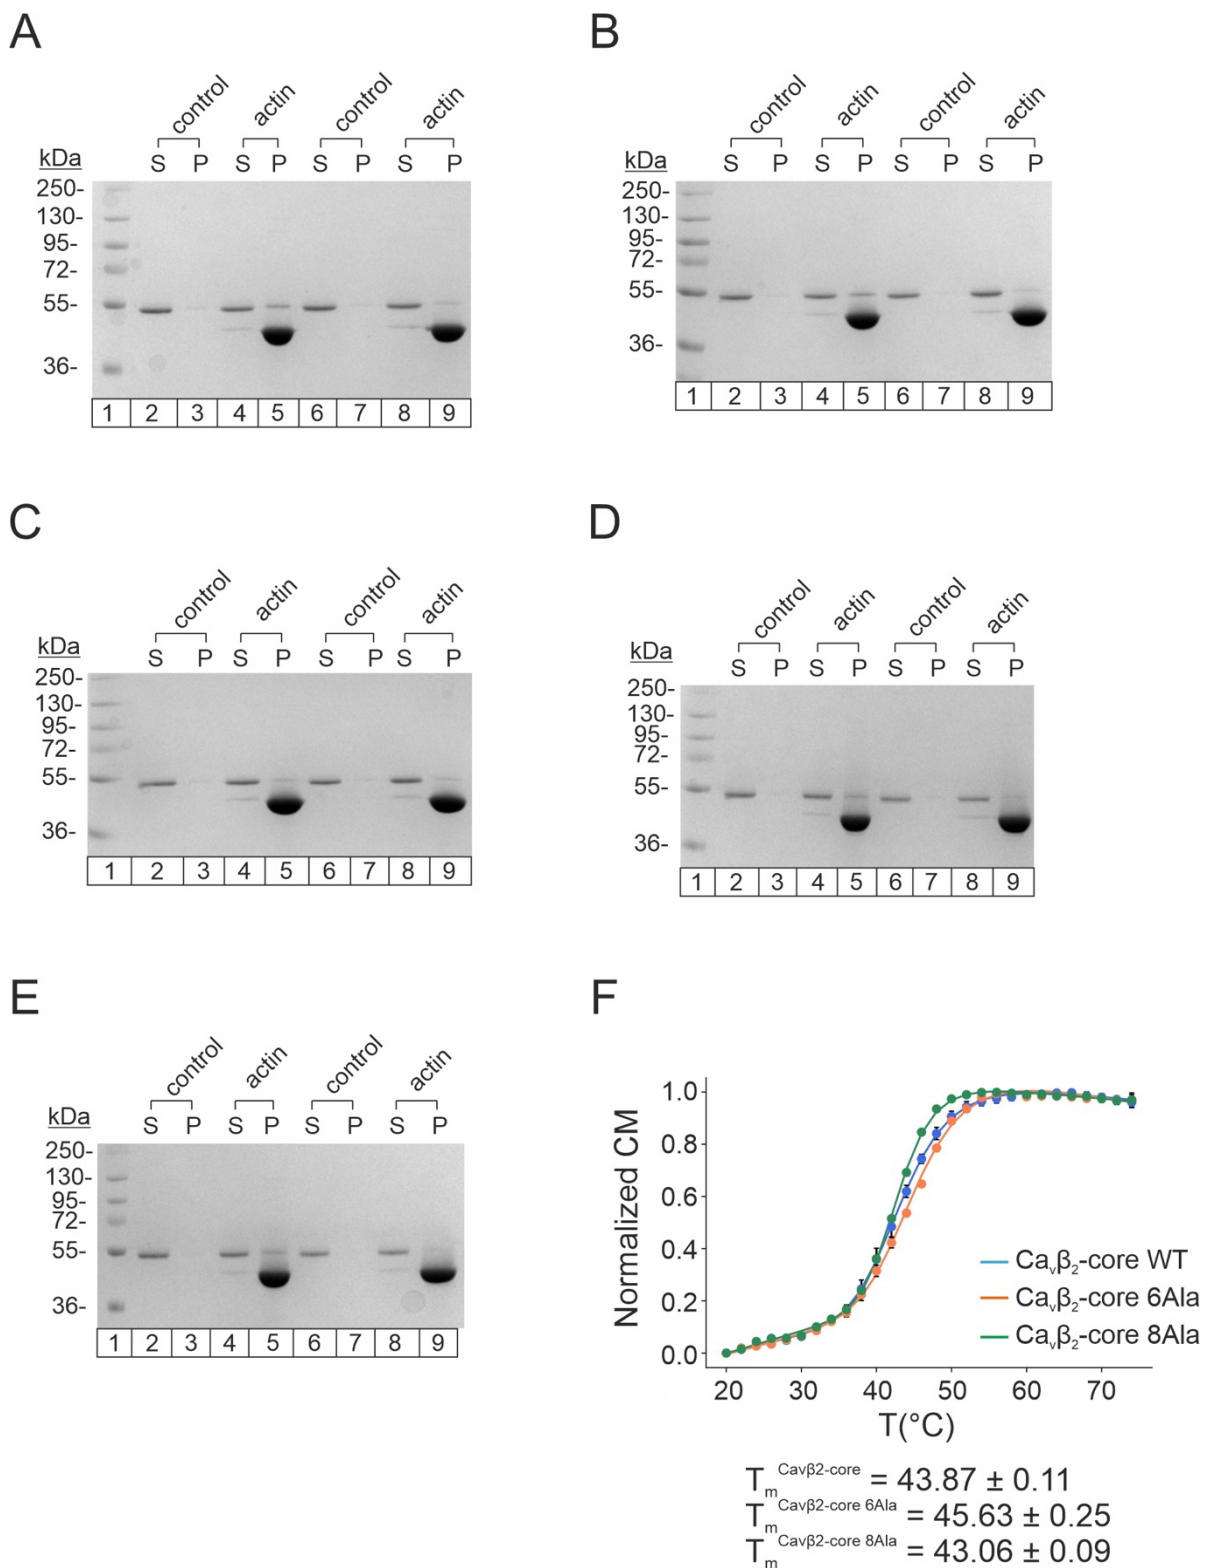 A
control actin control actin
kDa S P S P S P S P
250-
130-
95-
72-
55-
36-
1 2 3 4 5 6 7 8 9
B
control actin control actin
kDa S P S P S P S P
250-
130-
95-
72-
55-
36-
1 2 3 4 5 6 7 8 9
C
control actin control actin
kDa S P S P S P S P
250-
130-
95-
72-
55-
36-
1 2 3 4 5 6 7 8 9
D
control actin control actin
kDa S P S P S P S P
250-
130-
95-
72-
55-
36-
1 2 3 4 5 6 7 8 9
E
control actin control actin
kDa S P S P S P S P
250-
130-
95-
72-
55-
36-
1 2 3 4 5 6 7 8 9
F
Normalized CM
1.0
0.8
0.6
0.4
0.2
0.0
Caᵥβ₂-core WT
Caᵥβ₂-core 6Ala
Caᵥβ₂-core 8Ala
20 30 40 50 60 70
T(°C)
Tm Cavβ2-core = 43.87 ± 0.11
Tm Cavβ2-core 6Ala = 45.63 ± 0.25
Tm Cavβ2-core 8Ala = 43.06 ± 0.09